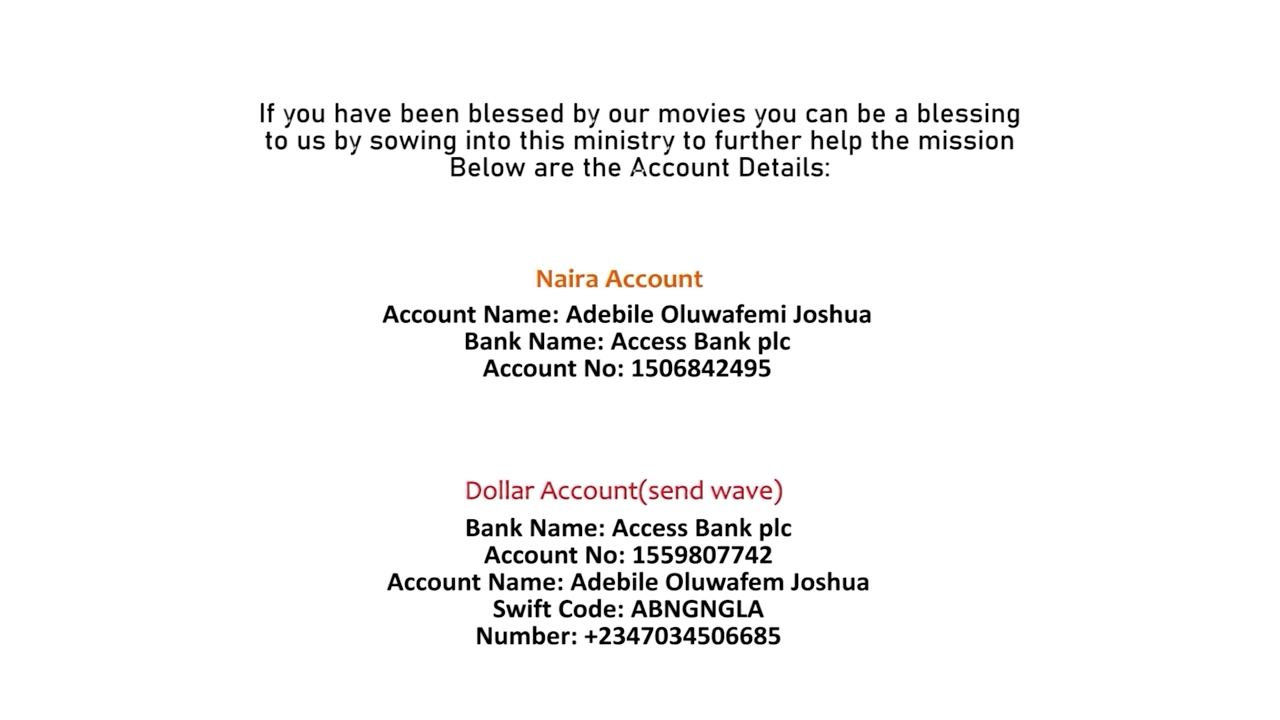 If you have been blessed by our movies you can be a blessing
to us by sowing into this ministry to further help the mission
Below are the Account Details:
Naira Account
Account Name: Adebile Oluwafemi Joshua
Bank Name: Access Bank plc
Account No: 1506842495
Dollar Account(send wave)
Bank Name: Access Bank plc
Account No: 1559807742
Account Name: Adebile Oluwafem Joshua
Swift Code: ABNGNGLA
Number: +2347034506685